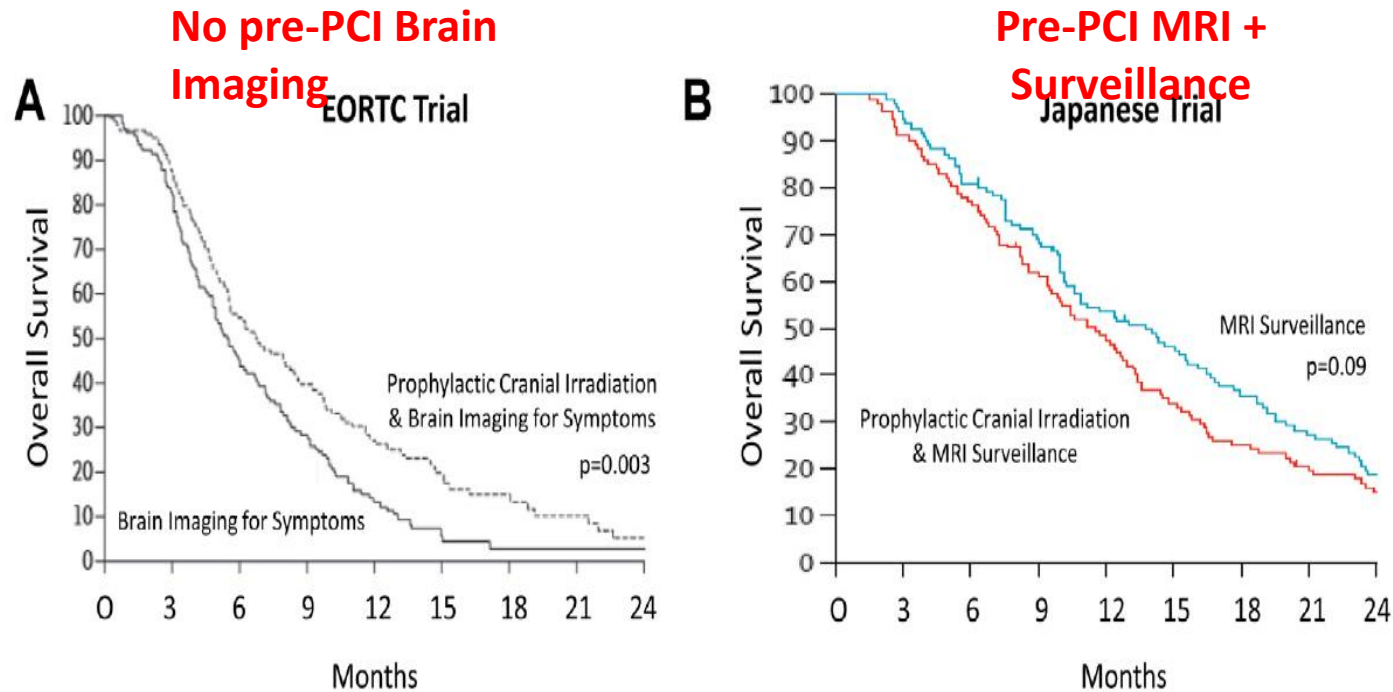 No pre-PCI Brain
Imaging
A
EORTC Trial
100
90
80
70
60
50
40
30
20
10
0
Overall Survival
Prophylactic Cranial Irradiation
& Brain Imaging for Symptoms
p=0.003
Brain Imaging for Symptoms
0 3 6 9 12 15 18 21 24
Months
Pre-PCI MRI +
Surveillance
B
Japanese Trial
100
90
80
70
60
50
40
30
20
10
0
Overall Survival
MRI Surveillance
p=0.09
Prophylactic Cranial Irradiation
& MRI Surveillance
0 3 6 9 12 15 18 21 24
Months